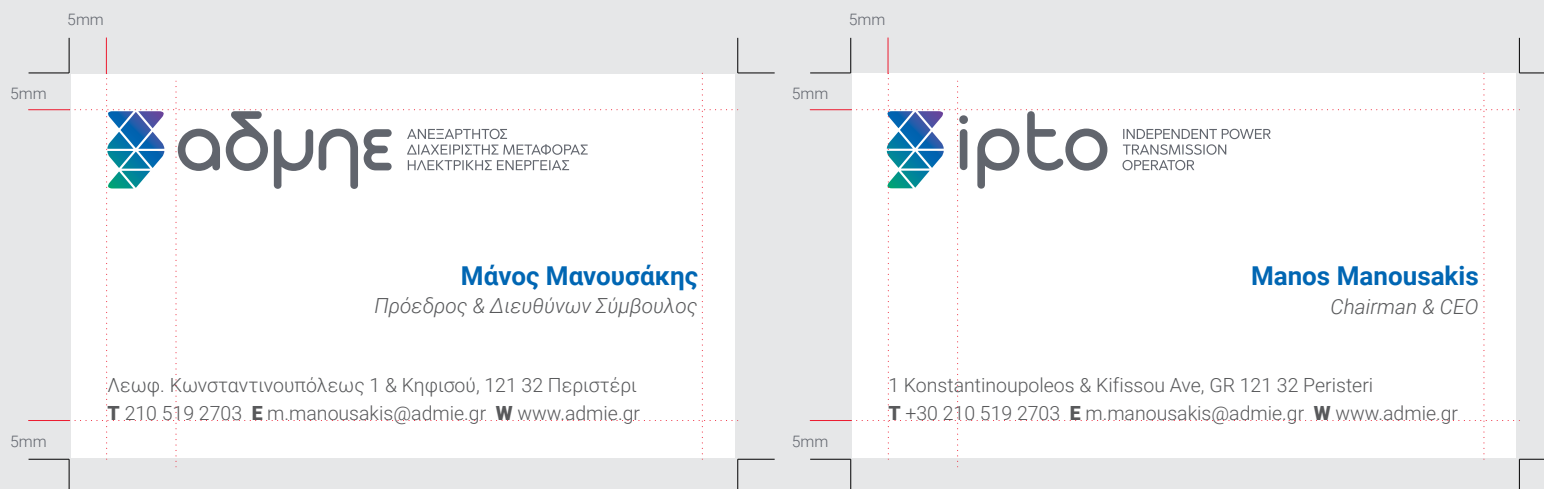 5mm
5mm
αδμηε
ΑΝΕΞΑΡΤΗΤΟΣ
ΔΙΑΧΕΙΡΙΣΤΗΣ ΜΕΤΑΦΟΡΑΣ
ΗΛΕΚΤΡΙΚΗΣ ΕΝΕΡΓΕΙΑΣ
Μάνος Μανουσάκης
Πρόεδρος & Διευθύνων Σύμβουλος
Λεωφ. Κωνσταντινουπόλεως 1 & Κηφισού, 121 32 Περιστέρι
T 210 519 2703 E m.manousakis@admie.gr W www.admie.gr
5mm
5mm
5mm
ipto
INDEPENDENT POWER
TRANSMISSION
OPERATOR
Manos Manousakis
Chairman & CEO
1 Konstantinoupoleos & Kifissou Ave, GR 121 32 Peristeri
T +30 210 519 2703 E m.manousakis@admie.gr W www.admie.gr
5mm